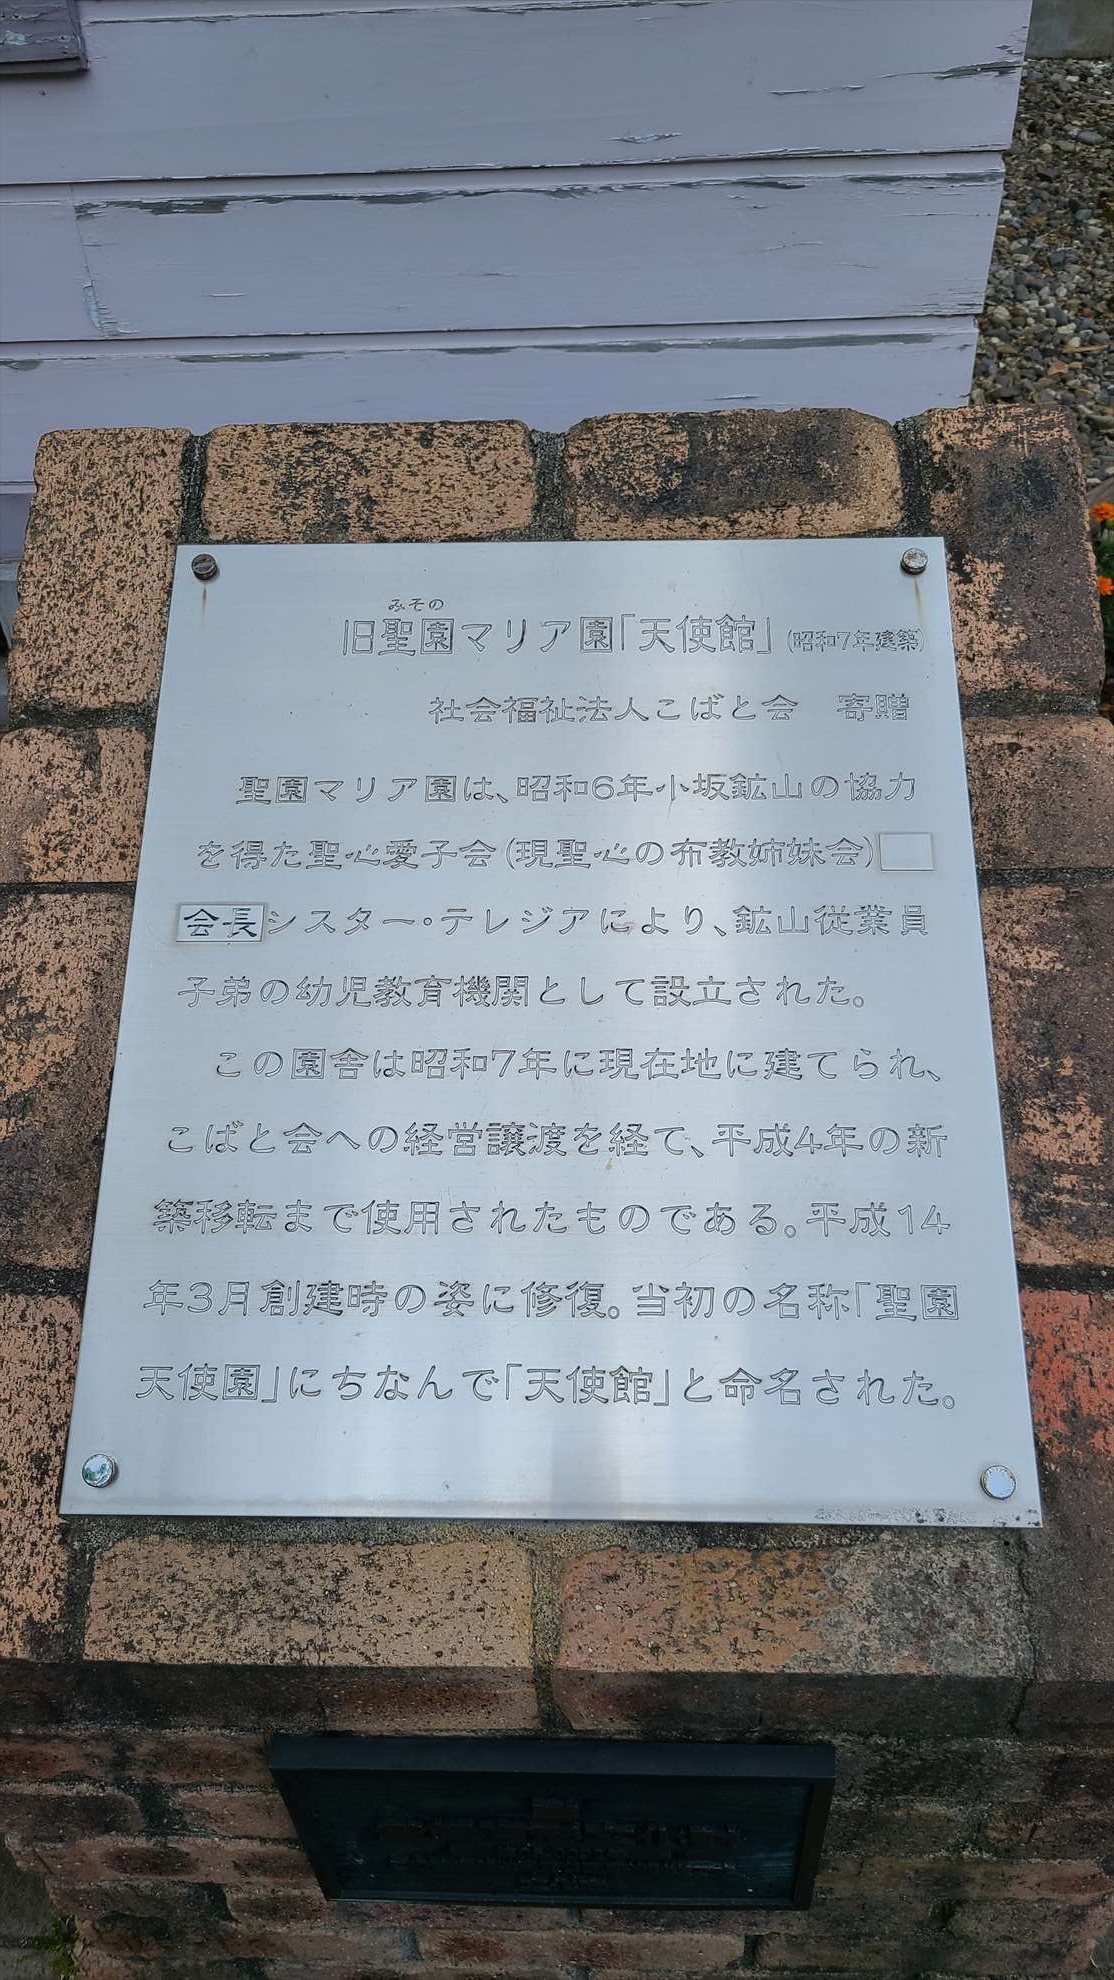 みその
旧聖園マリア園「天使館」(昭和7年建築)
社会福祉法人こばと会 寄贈
聖園マリア園は、昭和6年小坂鉱山の協力
を得た聖心愛子会(現聖心の布教姉妹会)
会長シスター・テレジアにより、鉱山従業員
子弟の幼児教育機関として設立された。
この園舎は昭和7年に現在地に建てられ、
こばと会への経営譲渡を経て、平成4年の新
築移転まで使用されたものである。平成14
年3月創建時の姿に修復。当初の名称「聖園
天使園」にちなんで「天使館」と命名された。